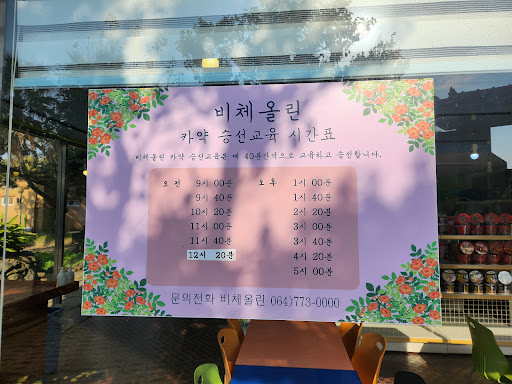 비체올린
카약 승선교육 시간표
비체올린 카약 승선교육은 매 40분간격으로 교육하고 승선합니다.
오전 9시 00분 오후 1시 00분
9시 40분 1시 40분
10시 20분 2시 20분
11시 00분 3시 00분
11시 40분 3시 40분
12시 20분 4시 20분
5시 00분
문의전화 비체올린 064)773-0000